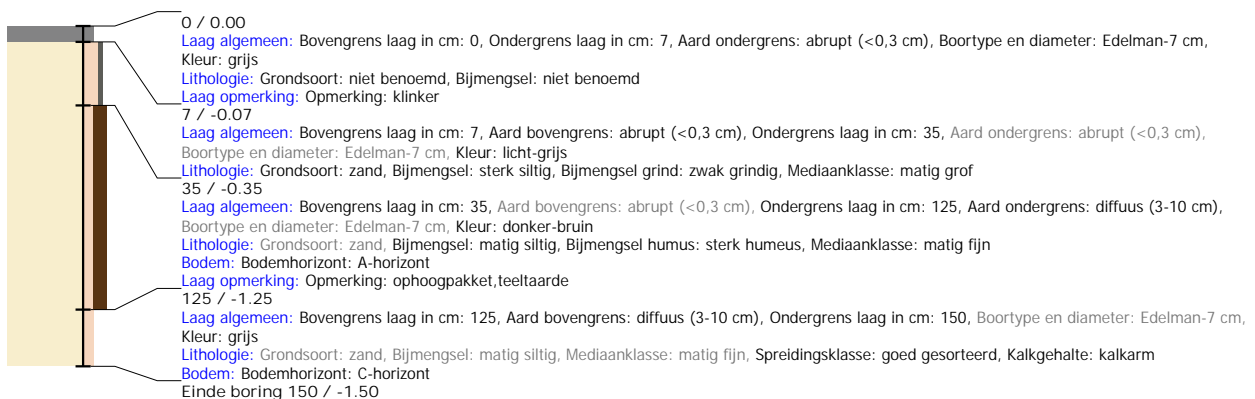 0 / 0.00
Laag algemeen: Bovengrens laag in cm: 0, Ondergrens laag in cm: 7, Aard ondergrens: abrupt (<0,3 cm), Boortype en diameter: Edelman-7 cm,
Kleur: grijs
Lithologie: Grondsoort: niet benoemd, Bijmengsel: niet benoemd
Laag opmerking: Opmerking: klinker
7 / -0.07
Laag algemeen: Bovengrens laag in cm: 7, Aard bovengrens: abrupt (<0,3 cm), Ondergrens laag in cm: 35, Aard ondergrens: abrupt (<0,3 cm),
Boortype en diameter: Edelman-7 cm, Kleur: licht-grijs
Lithologie: Grondsoort: zand, Bijmengsel: sterk siltig, Bijmengsel grind: zwak grindig, Mediaanklasse: matig grof
35 / -0.35
Laag algemeen: Bovengrens laag in cm: 35, Aard bovengrens: abrupt (<0,3 cm), Ondergrens laag in cm: 125, Aard ondergrens: diffuus (3-10 cm),
Boortype en diameter: Edelman-7 cm, Kleur: donker-bruin
Lithologie: Grondsoort: zand, Bijmengsel: matig siltig, Bijmengsel humus: sterk humeus, Mediaanklasse: matig fijn
Bodem: Bodemhorizont: A-horizont
Laag opmerking: Opmerking: ophoogpakket,teeltaarde
125 / -1.25
Laag algemeen: Bovengrens laag in cm: 125, Aard bovengrens: diffuus (3-10 cm), Ondergrens laag in cm: 150, Boortype en diameter: Edelman-7 cm,
Kleur: grijs
Lithologie: Grondsoort: zand, Bijmengsel: matig siltig, Mediaanklasse: matig fijn, Spreidingsklasse: goed gesorteerd, Kalkgehalte: kalkarm
Bodem: Bodemhorizont: C-horizont
Einde boring 150 / -1.50